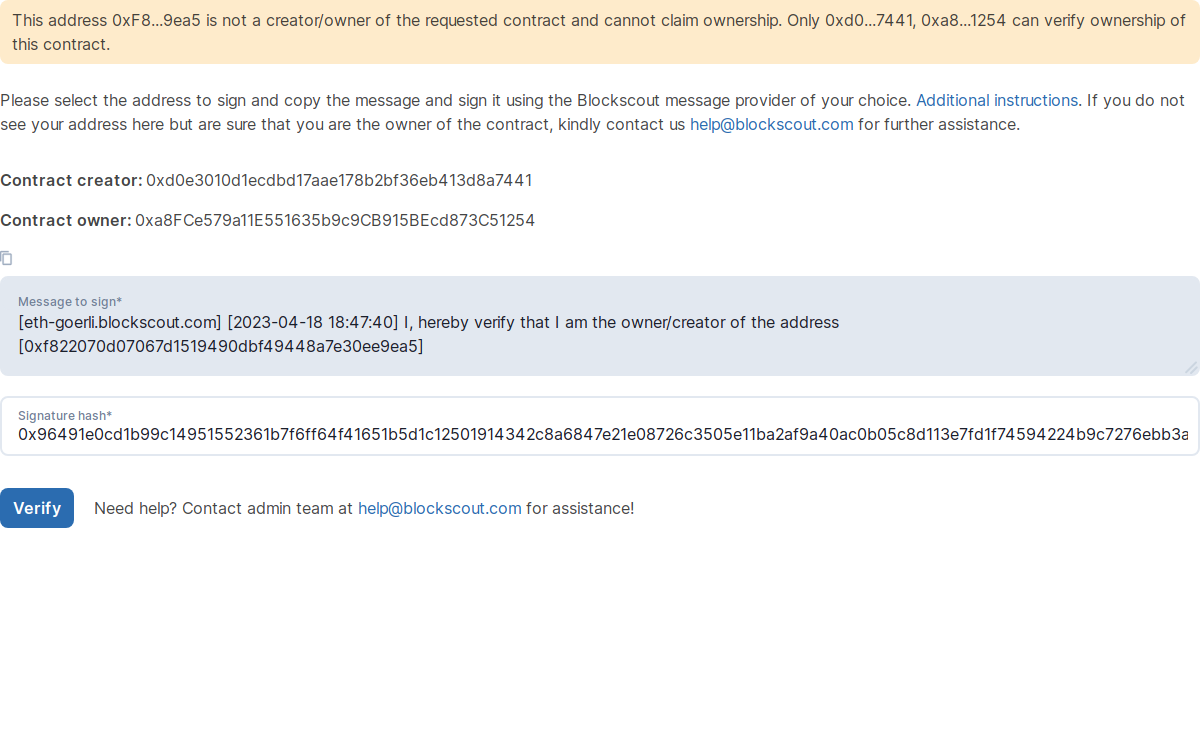 This address 0xF8...9ea5 is not a creator/owner of the requested contract and cannot claim ownership. Only 0xd0...7441, 0xa8...1254 can verify ownership of
this contract.
Please select the address to sign and copy the message and sign it using the Blockscout message provider of your choice. Additional instructions. If you do not
see your address here but are sure that you are the owner of the contract, kindly contact us help@blockscout.com for further assistance.
Contract creator: 0xd0e3010d1ecdbd17aae178b2bf36eb413d8a7441
Contract owner: 0xa8FCe579a11E551635b9c9CB915BEcd873C51254
Message to sign*
[eth-goerli.blockscout.com] [2023-04-18 18:47:40] I, hereby verify that I am the owner/creator of the address
[0xf822070d07067d1519490dbf49448a7e30ee9ea5]
Signature hash*
0x96491e0cd1b99c14951552361b7f6ff64f41651b5d1c12501914342c8a6847e21e08726c3505e11ba2af9a40ac0b05c8d113e7fd1f74594224b9c7276ebb3a
Verify Need help? Contact admin team at help@blockscout.com for assistance!